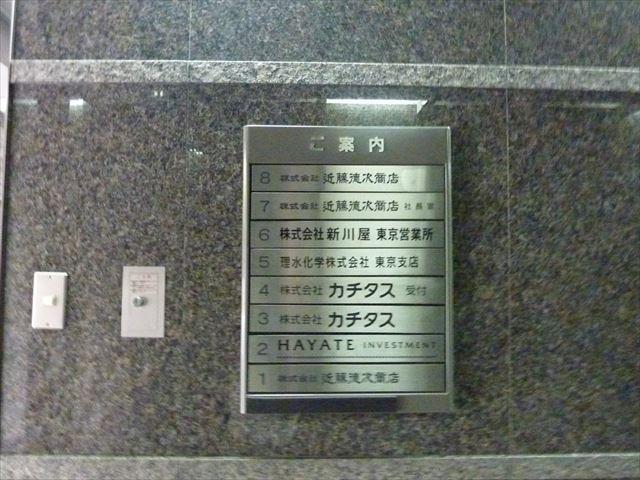 ご案内
8 株式会社 近藤徳次商店
7 株式会社 近藤徳次商店 社長室
6 株式会社 新川屋 東京営業所
5 理水化学株式会社 東京支店
4 株式会社 カチタス 受付
3 株式会社 カチタス
2 HAYATE INVESTMENT
1 株式会社 近藤徳次商店